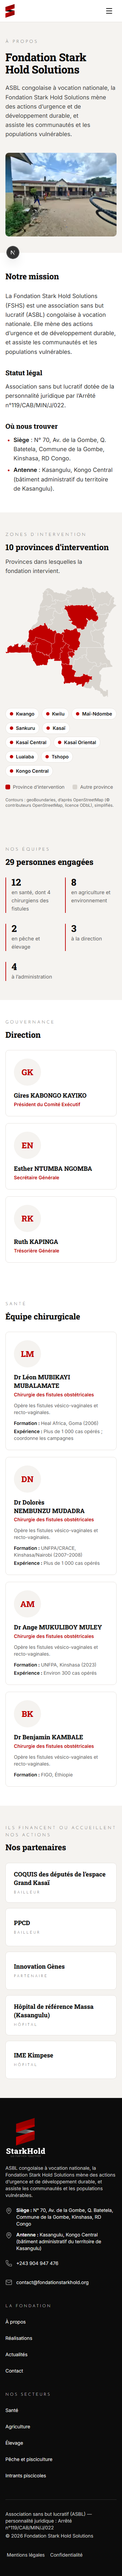 À PROPOS
Fondation Stark
Hold Solutions
ASBL congolaise à vocation nationale, la
Fondation Stark Hold Solutions mène
des actions d'urgence et de
développement durable, et
assiste les communautés et les
populations vulnérables.
N
Notre mission
La Fondation Stark Hold Solutions
(FSHS) est une association sans but
lucratif (ASBL) congolaise à vocation
nationale. Elle mène des actions
d'urgence et de développement durable,
et assiste les communautés et les
populations vulnérables.
Statut légal
Association sans but lucratif dotée de la
personnalité juridique par l'Arrêté
n°119/CAB/MIN/J/022.
Où nous trouver
Siège : N° 70, Av. de la Gombe, Q.
Batetela, Commune de la Gombe,
Kinshasa, RD Congo.
Antenne : Kasangulu, Kongo Central
(bâtiment administratif du territoire
de Kasangulu).
ZONES D'INTERVENTION
10 provinces d'intervention
Provinces dans lesquelles la
fondation intervient.
Kwango
Kwilu
Mai-Ndombe
Sankuru
Kasaï
Kasaï Central
Kasaï Oriental
Lualaba
Tshopo
Kongo Central
Province d'intervention
Autre province
Contours : geoBoundaries, d'après OpenStreetMap (©
contributeurs OpenStreetMap, licence ODbL), simplifiés.
NOS ÉQUIPES
29 personnes engagées
12
en santé, dont 4
chirurgiens des
fistules
8
en agriculture et
environnement
2
en pêche et
élevage
3
à la direction
4
à l'administration
GOUVERNANCE
Direction
GK
Gires KABONGO KAYIKO
Président du Comité Exécutif
EN
Esther NTUMBA NGOMBA
Secrétaire Générale
RK
Ruth KAPINGA
Trésorière Générale
SANTÉ
Équipe chirurgicale
LM
Dr Léon MUBIKAYI
MUBALAMATE
Chirurgie des fistules obstétricales
Opère les fistules vésico-vaginales et
recto-vaginales.
Formation : Heal Africa, Goma (2006)
Expérience : Plus de 1 000 cas opérés ;
coordonne les campagnes
DN
Dr Dolorès
NEMBUNZU MUDADRA
Chirurgie des fistules obstétricales
Opère les fistules vésico-vaginales et
recto-vaginales.
Formation : UNFPA/CRACE,
Kinshasa/Nairobi (2007-2009)
Expérience : Plus de 1 000 cas opérés
AM
Dr Ange MUKULIBOY MULEY
Chirurgie des fistules obstétricales
Opère les fistules vésico-vaginales et
recto-vaginales.
Formation : UNFPA, Kinshasa (2023)
Expérience : Environ 300 cas opérés
BK
Dr Benjamin KAMBALE
Chirurgie des fistules obstétricales
Opère les fistules vésico-vaginales et
recto-vaginales.
Formation : FIGO, Éthiopie
ILS FINANCENT OU ACCUEILLENT
NOS ACTIONS
Nos partenaires
COQUIS des députés de l'espace
Grand Kasaï
BAILLEUR
PPCD
BAILLEUR
Innovation Gènes
PARTENAIRE
Hôpital de référence Massa
(Kasangulu)
HÔPITAL
IME Kimpese
HÔPITAL
StarkHold
ASBL congolaise à vocation nationale, la
Fondation Stark Hold Solutions mène des actions
d'urgence et de développement durable, et
assiste les communautés et les populations
vulnérables.
Siège : N° 70, Av. de la Gombe, Q. Batetela,
Commune de la Gombe, Kinshasa, RD
Congo
Antenne : Kasangulu, Kongo Central
(bâtiment administratif du territoire de
Kasangulu)
+243 904 947 476
contact@fondationstarkhold.org
LA FONDATION
À propos
Réalisations
Actualités
Contact
NOS SECTEURS
Santé
Agriculture
Élevage
Pêche et pisciculture
Intrants piscicoles
Association sans but lucratif (ASBL) —
personnalité juridique : Arrêté
n°119/CAB/MIN/J/022
© 2026 Fondation Stark Hold Solutions
Mentions légales
Confidentialité